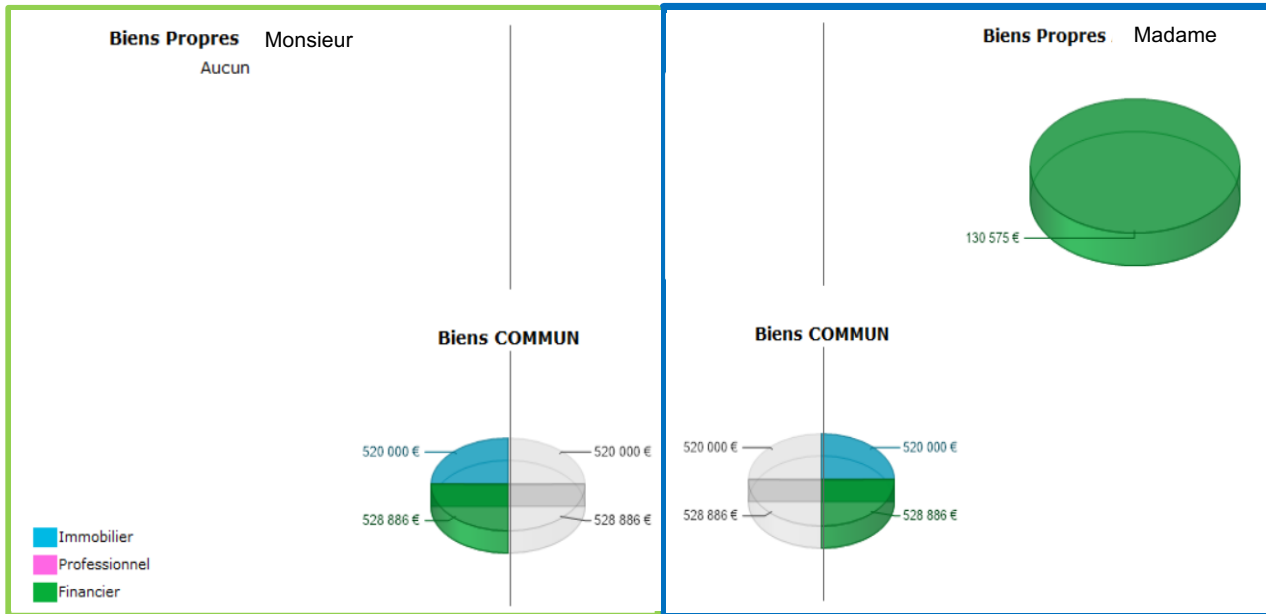 Biens Propres Monsieur
Aucun
Biens COMMUN
520 000 €
520 000 €
528 886 €
528 886 €
Immobilier
Professionnel
Financier
Biens Propres Madame
130 575 €
Biens COMMUN
520 000 €
520 000 €
528 886 €
528 886 €